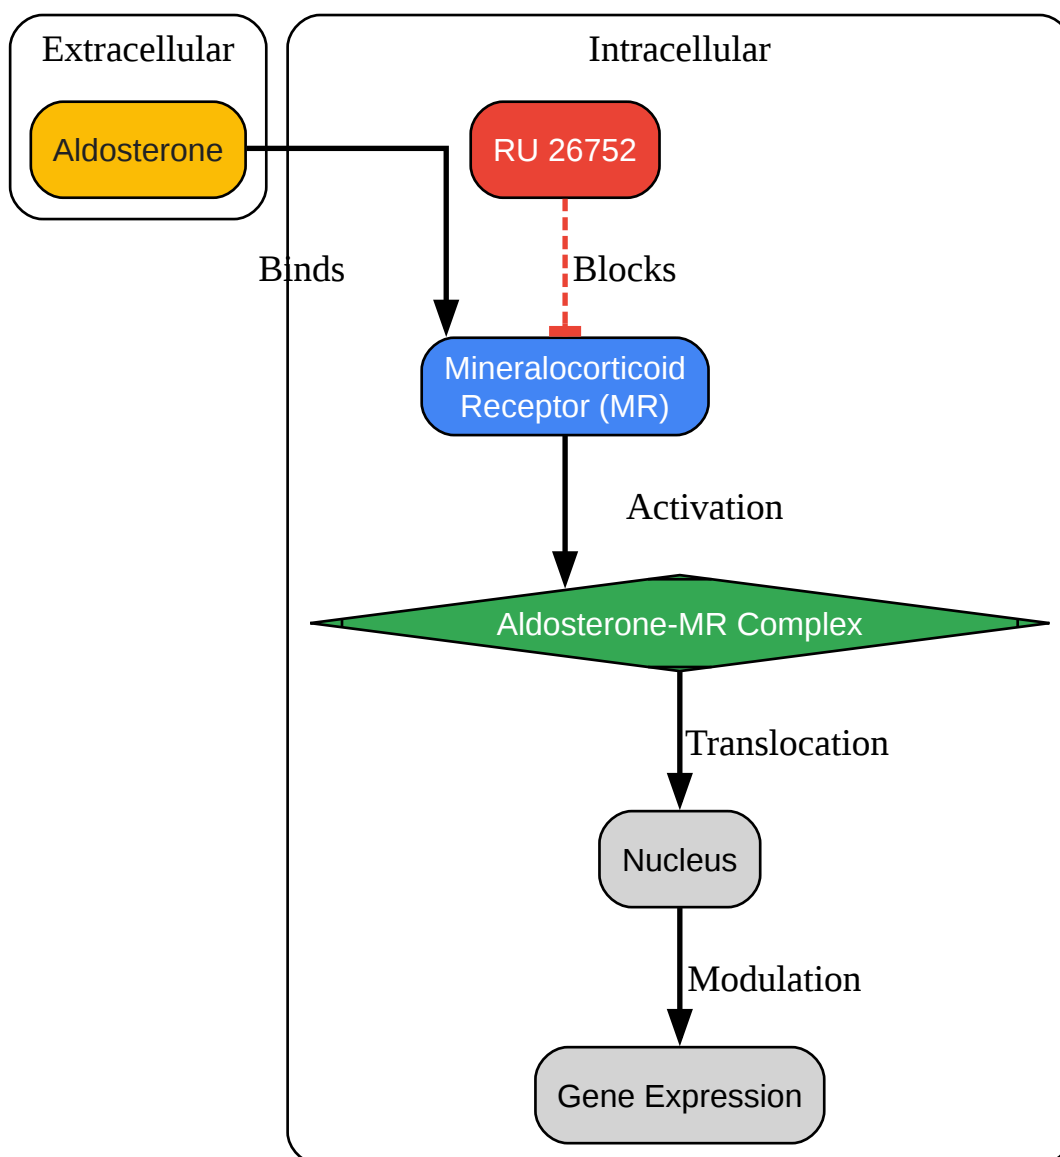 Extracellular
Intracellular
Aldosterone
RU 26752
Binds
Blocks
Mineralocorticoid
Receptor (MR)
Activation
Aldosterone-MR Complex
Translocation
Nucleus
Modulation
Gene Expression